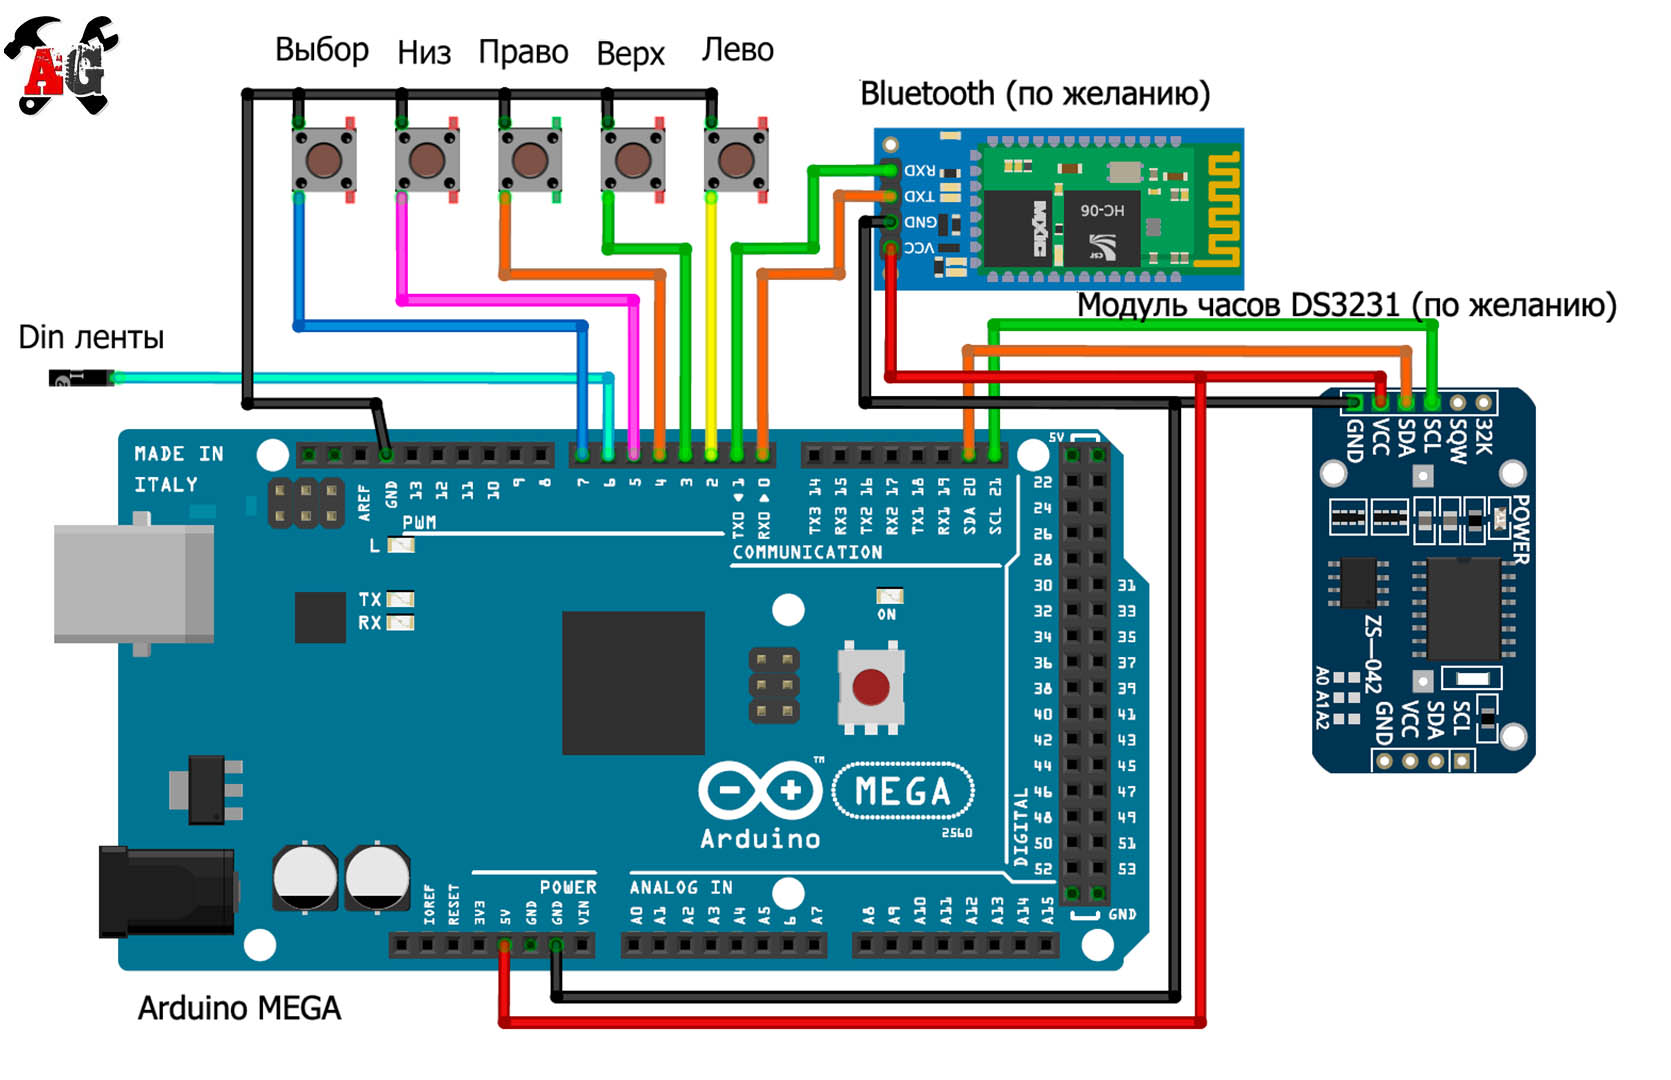 AG
Выбор
Низ
Право
Верх
Лево
Bluetooth (по желанию)
RXD
TXD
GND
VCC
MXIC
HC-06
csr
Модуль часов DS3231 (по желанию)
Din ленты
GND
VCC
SDA
SCL
SQW
32K
POWER
ZS-042
A0 A1 A2
GND
VCC
SDA
SCL
MADE IN
ITALY
AREF
GND
13
12
11
10
9
8
7
6
5
4
3
2
TX0 1
RX0 0
TX3 14
RX3 15
TX2 16
RX2 17
TX1 18
RX1 19
SDA 20
SCL 21
5V
PWM
COMMUNICATION
L
TX
RX
ON
22
24
26
28
30 31
32 33
34 35
36 37
38 39
40 41
42 43
44 45
46 47
48 49
50 51
52 53
GND
DIGITAL
TM
Arduino
MEGA
2560
POWER
ANALOG IN
IOREF
RESET
3V3
5V
GND
GND
VIN
A0
A1
A2
A3
A4
A5
6
A7
A8
A9
A10
A11
A12
A13
A14
A15
Arduino MEGA